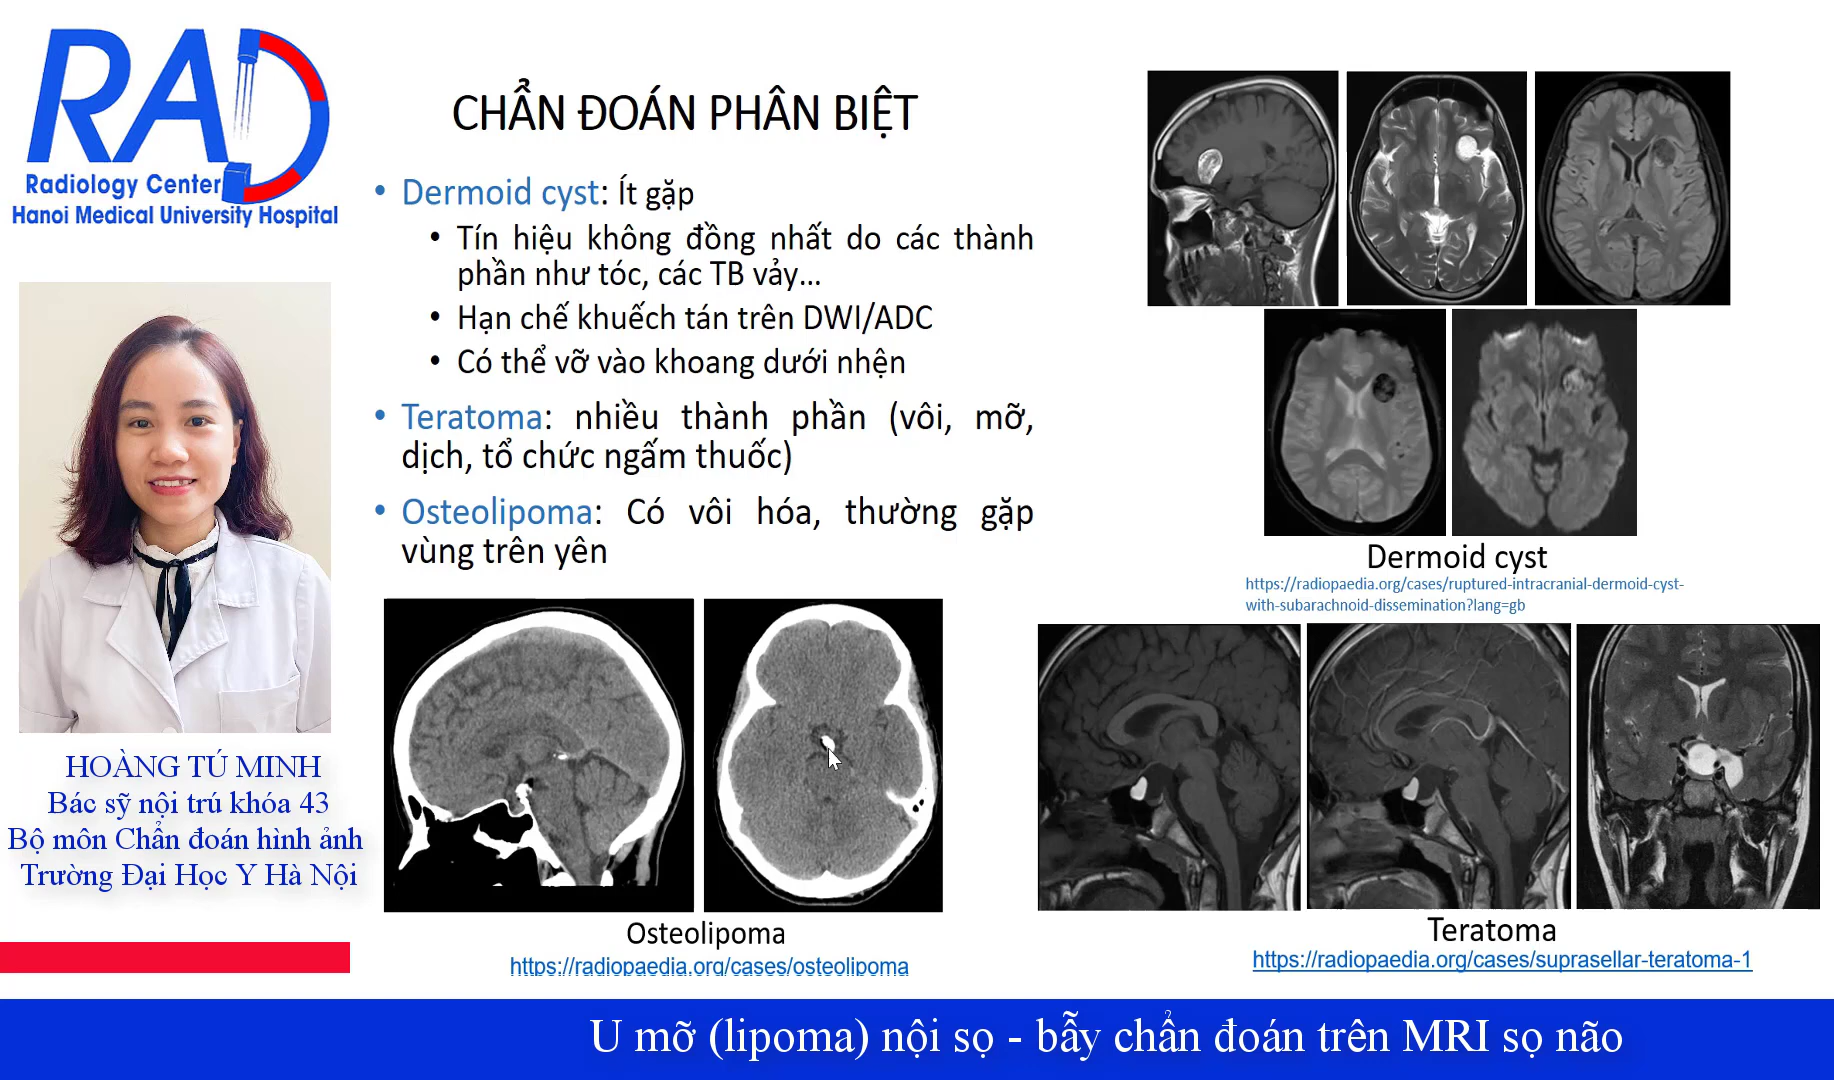 RAD
Radiology Center
Hanoi Medical University Hospital
HOÀNG TÚ MINH
Bác sỹ nội trú khóa 43
Bộ môn Chẩn đoán hình ảnh
Trường Đại Học Y Hà Nội
CHẨN ĐOÁN PHÂN BIỆT
• Dermoid cyst: Ít gặp
• Tín hiệu không đồng nhất do các thành
phần như tóc, các TB vảy...
• Hạn chế khuếch tán trên DWI/ADC
• Có thể vỡ vào khoang dưới nhện
• Teratoma: nhiều thành phần (vôi, mỡ,
dịch, tổ chức ngấm thuốc)
• Osteolipoma: Có vôi hóa, thường gặp
vùng trên yên
Osteolipoma
https://radiopaedia.org/cases/osteolipoma
Dermoid cyst
https://radiopaedia.org/cases/ruptured-intracranial-dermoid-cyst-
with-subarachnoid-dissemination?lang=gb
Teratoma
https://radiopaedia.org/cases/suprasellar-teratoma-1
U mỡ (lipoma) nội sọ - bẫy chẩn đoán trên MRI sọ não